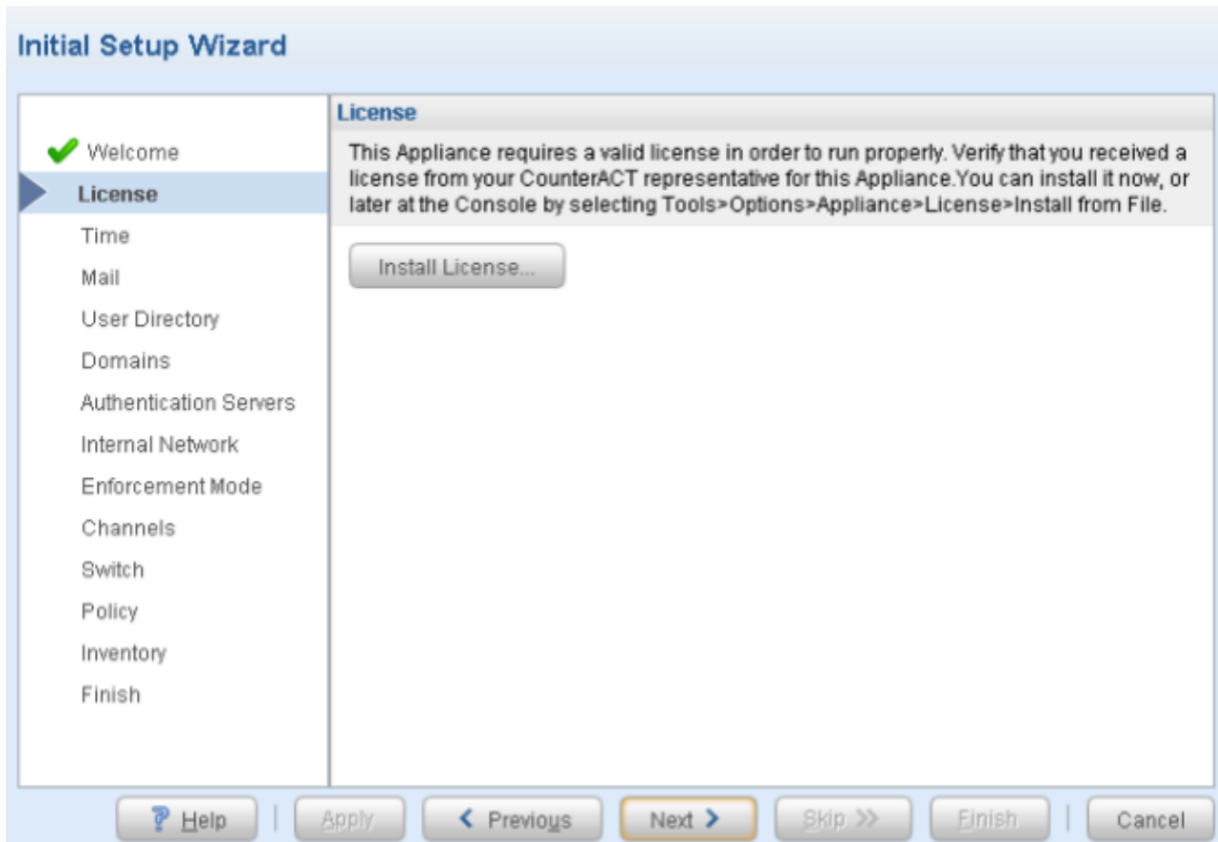 Initial Setup Wizard
Welcome
License
Time
Mail
User Directory
Domains
Authentication Servers
Internal Network
Enforcement Mode
Channels
Switch
Policy
Inventory
Finish
License
This Appliance requires a valid license in order to run properly. Verify that you received a
license from your CounterACT representative for this Appliance.You can install it now, or
later at the Console by selecting Tools>Options>Appliance>License>Install from File.
Install License...
? Help
Apply
< Previous
Next >
Skip >>
Finish
Cancel